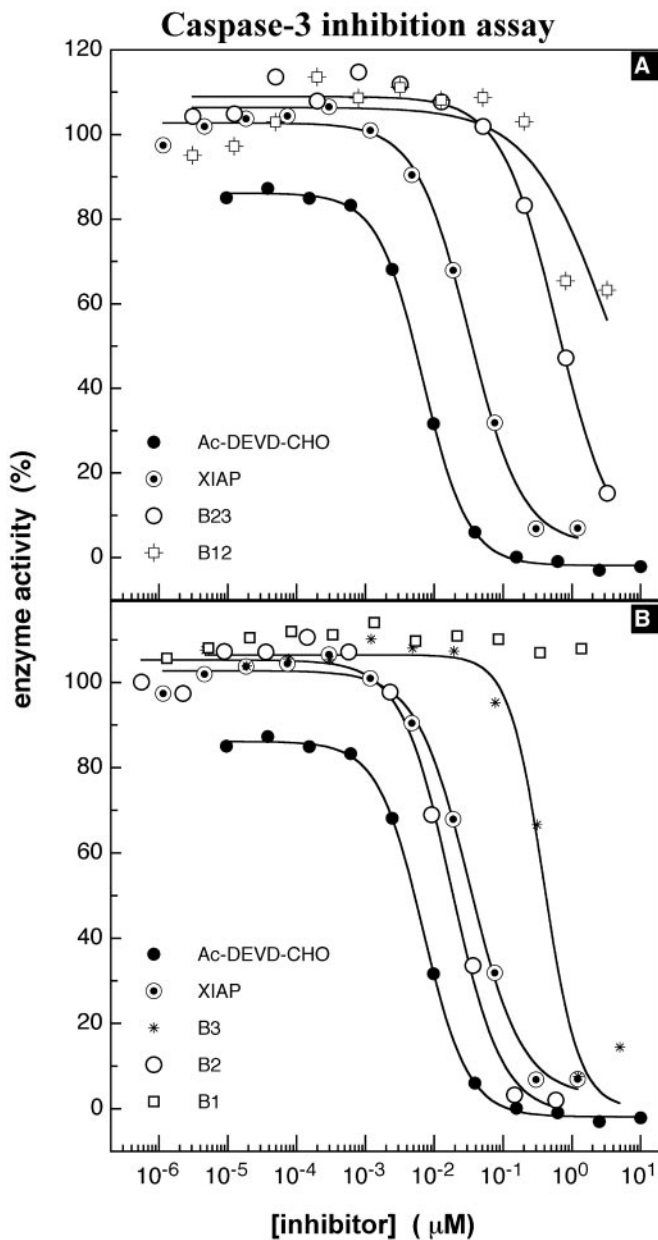 Caspase-3 inhibition assay
A
120
100
80
60
40
20
0
Ac-DEVD-CHO
XIAP
B23
B12
enzyme activity (%)
B
100
80
60
40
20
0
Ac-DEVD-CHO
XIAP
B3
B2
B1
10⁻⁶ 10⁻⁵ 10⁻⁴ 10⁻³ 10⁻² 10⁻¹ 10⁰ 10¹
[inhibitor] ( μM)